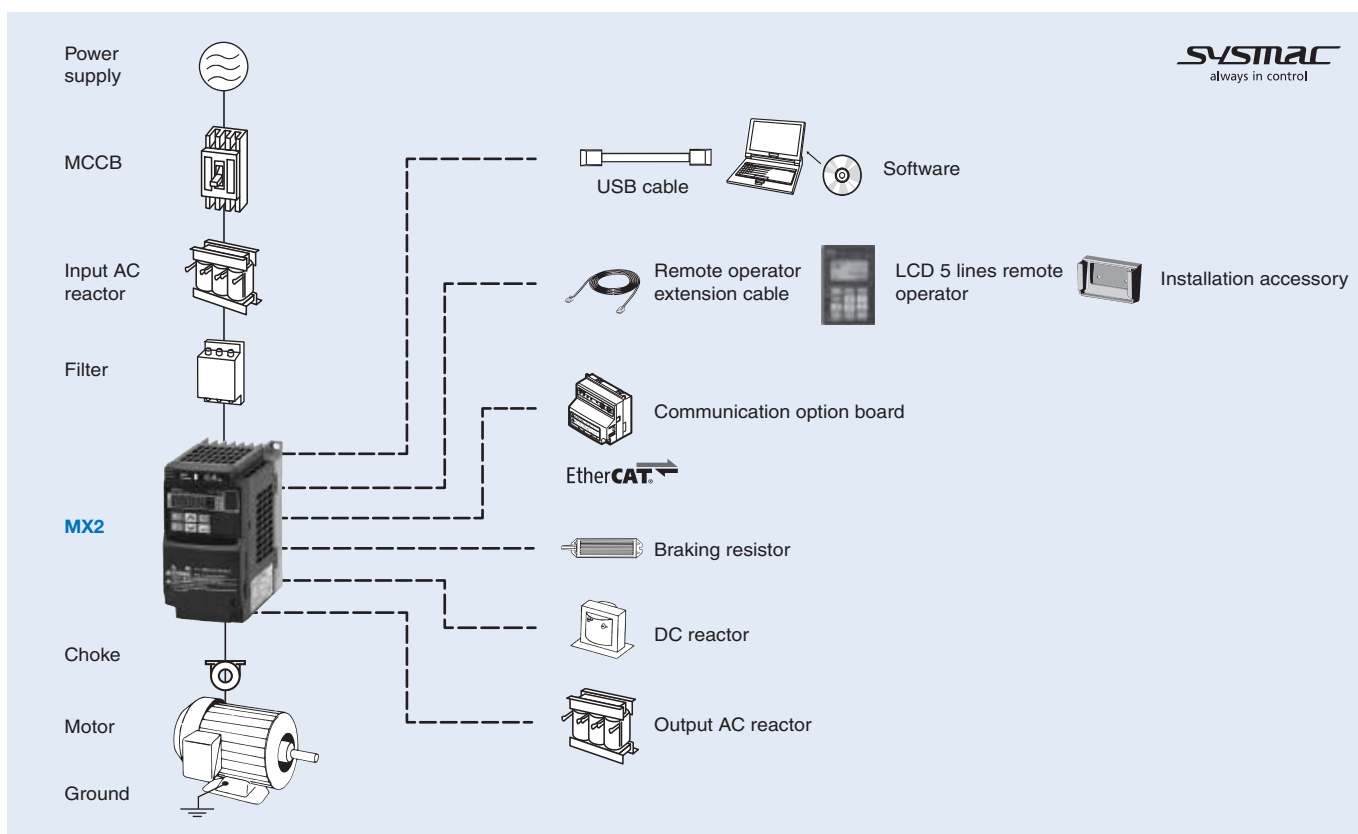 Power
supply
sysmac
always in control
MCCB
USB cable
Software
Input AC
reactor
Remote operator
extension cable
LCD 5 lines remote
operator
Installation accessory
Filter
Communication option board
EtherCAT®
MX2
Braking resistor
DC reactor
Choke
Motor
Output AC reactor
Ground